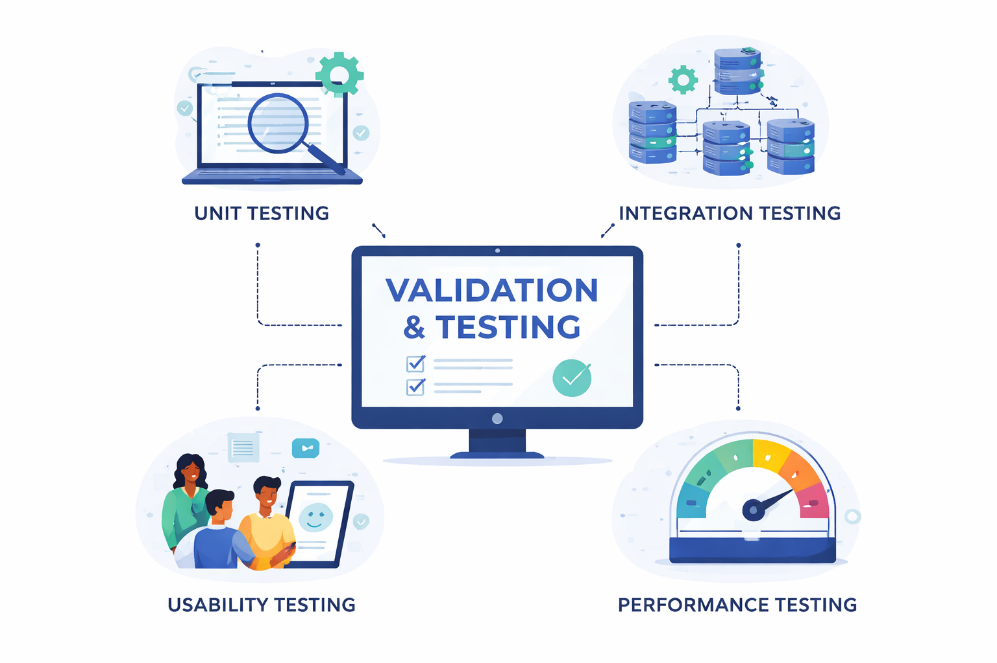 UNIT TESTING
INTEGRATION TESTING
VALIDATION
& TESTING
USABILITY TESTING
PERFORMANCE TESTING